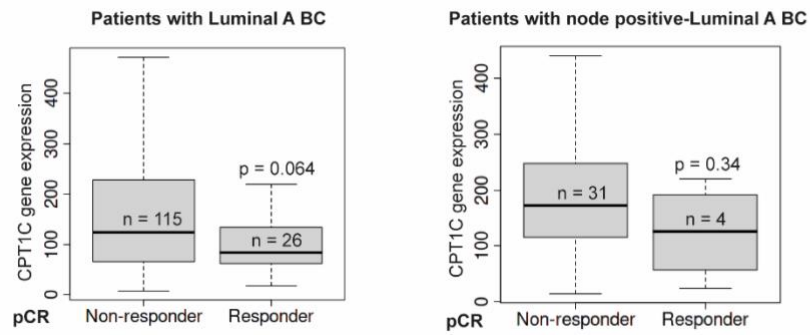 Patients with Luminal A BC
CPT1C gene expression
400
300
200
100
0
p = 0.064
n = 115
n = 26
pCR Non-responder Responder
Patients with node positive-Luminal A BC
CPT1C gene expression
400
300
200
100
0
p = 0.34
n = 31
n = 4
pCR Non-responder Responder